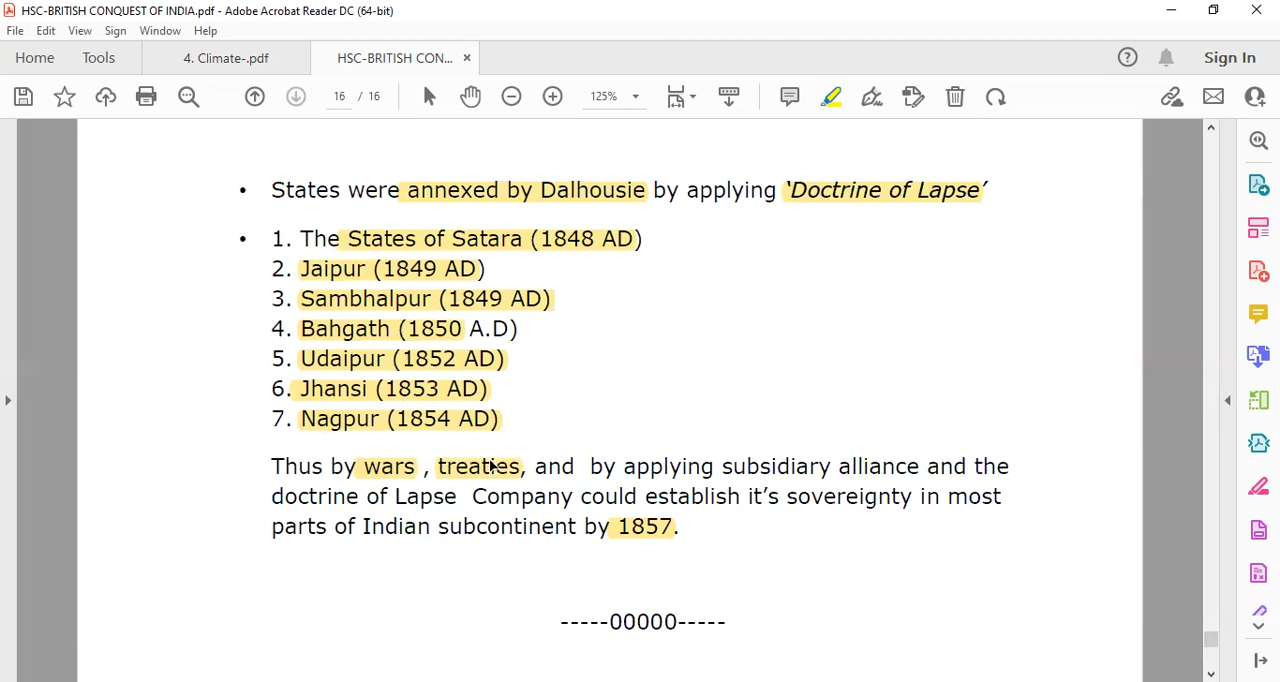 HSC-BRITISH CONQUEST OF INDIA.pdf - Adobe Acrobat Reader DC (64-bit)
File Edit View Sign Window Help
Home Tools 4. Climate-.pdf HSC-BRITISH CON... × Sign In
16 / 16 125%
• States were annexed by Dalhousie by applying ‘Doctrine of Lapse’
• 1. The States of Satara (1848 AD)
2. Jaipur (1849 AD)
3. Sambhalpur (1849 AD)
4. Bahgath (1850 A.D)
5. Udaipur (1852 AD)
6. Jhansi (1853 AD)
7. Nagpur (1854 AD)
Thus by wars , treaties, and by applying subsidiary alliance and the
doctrine of Lapse Company could establish it’s sovereignty in most
parts of Indian subcontinent by 1857.
-----00000-----